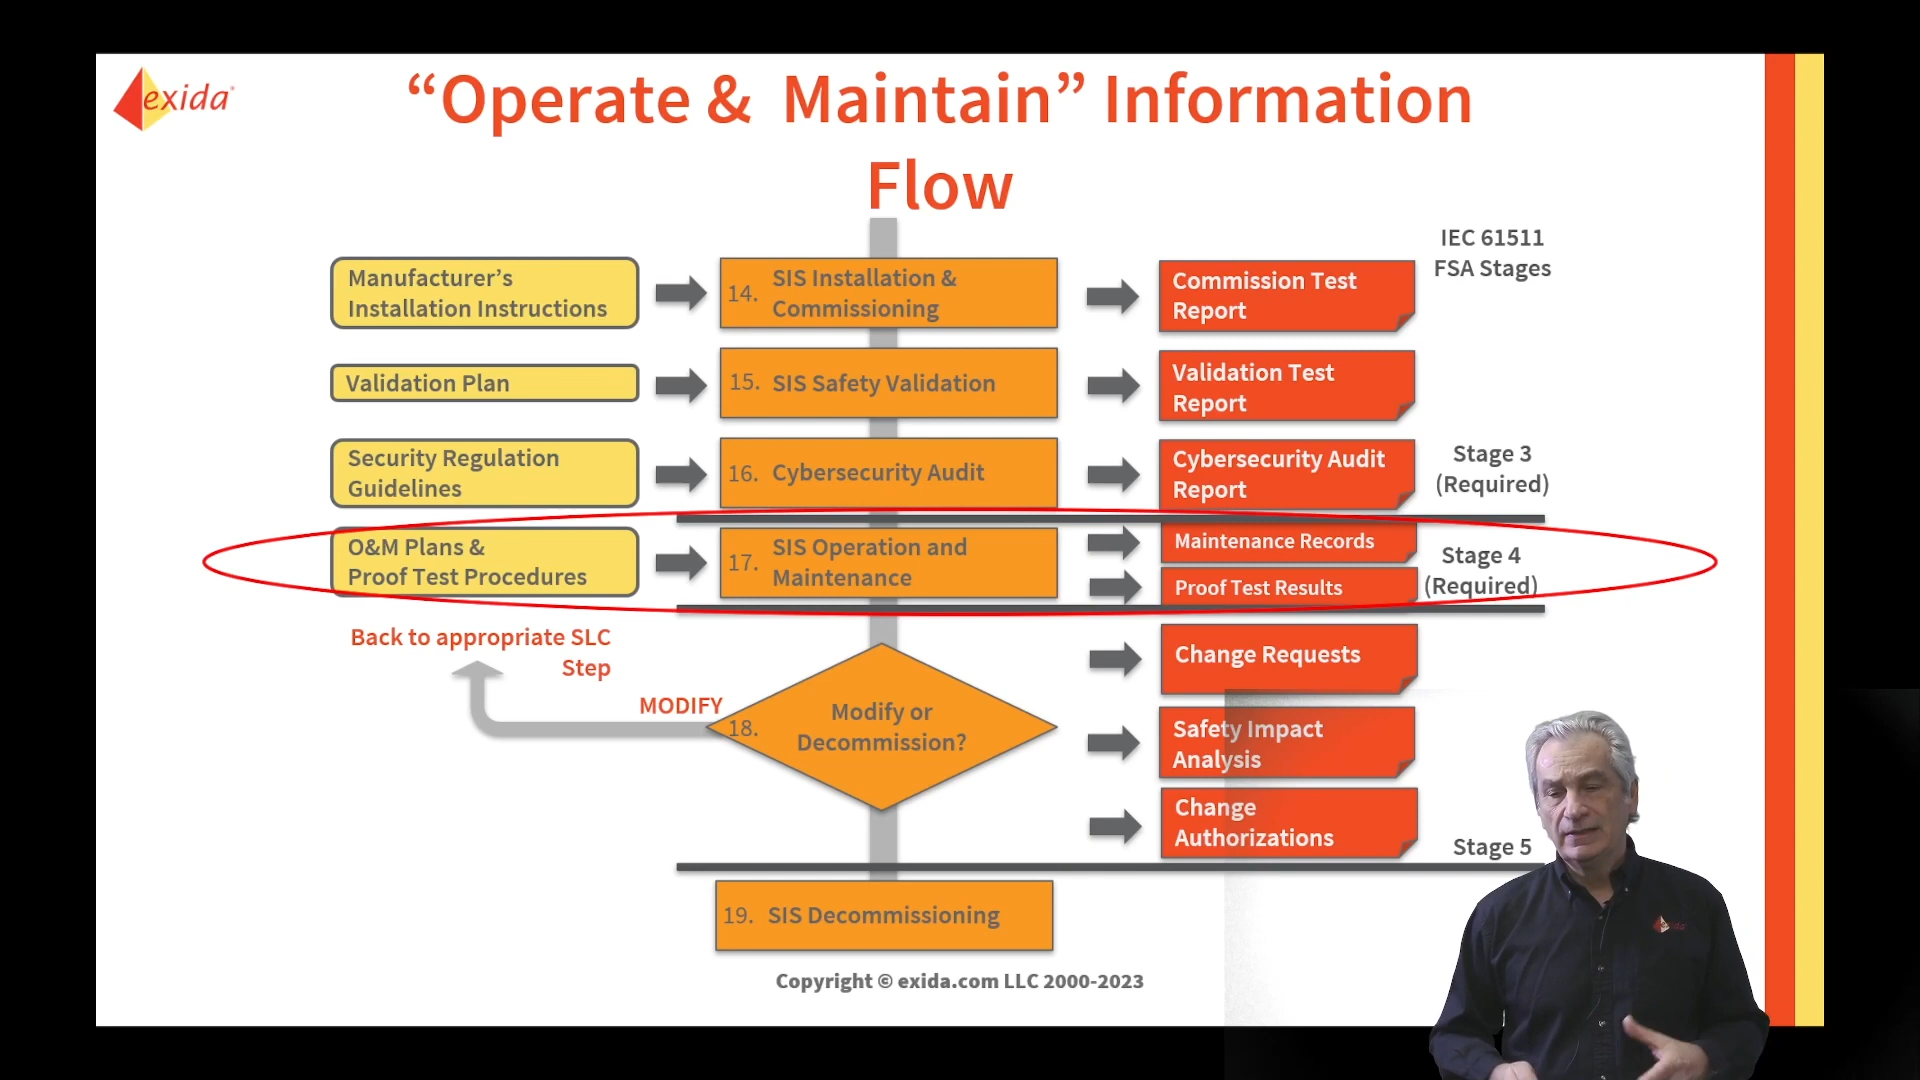 exida
“Operate & Maintain” Information
Flow
IEC 61511
FSA Stages
Manufacturer’s
Installation Instructions
14. SIS Installation &
Commissioning
Commission Test
Report
Validation Plan
15. SIS Safety Validation
Validation Test
Report
Security Regulation
Guidelines
16. Cybersecurity Audit
Cybersecurity Audit
Report
Stage 3
(Required)
O&M Plans &
Proof Test Procedures
17. SIS Operation and
Maintenance
Maintenance Records
Proof Test Results
Stage 4
(Required)
Back to appropriate SLC
Step
MODIFY
18. Modify or
Decommission?
Change Requests
Safety Impact
Analysis
Change
Authorizations
Stage 5
19. SIS Decommissioning
Copyright © exida.com LLC 2000-2023